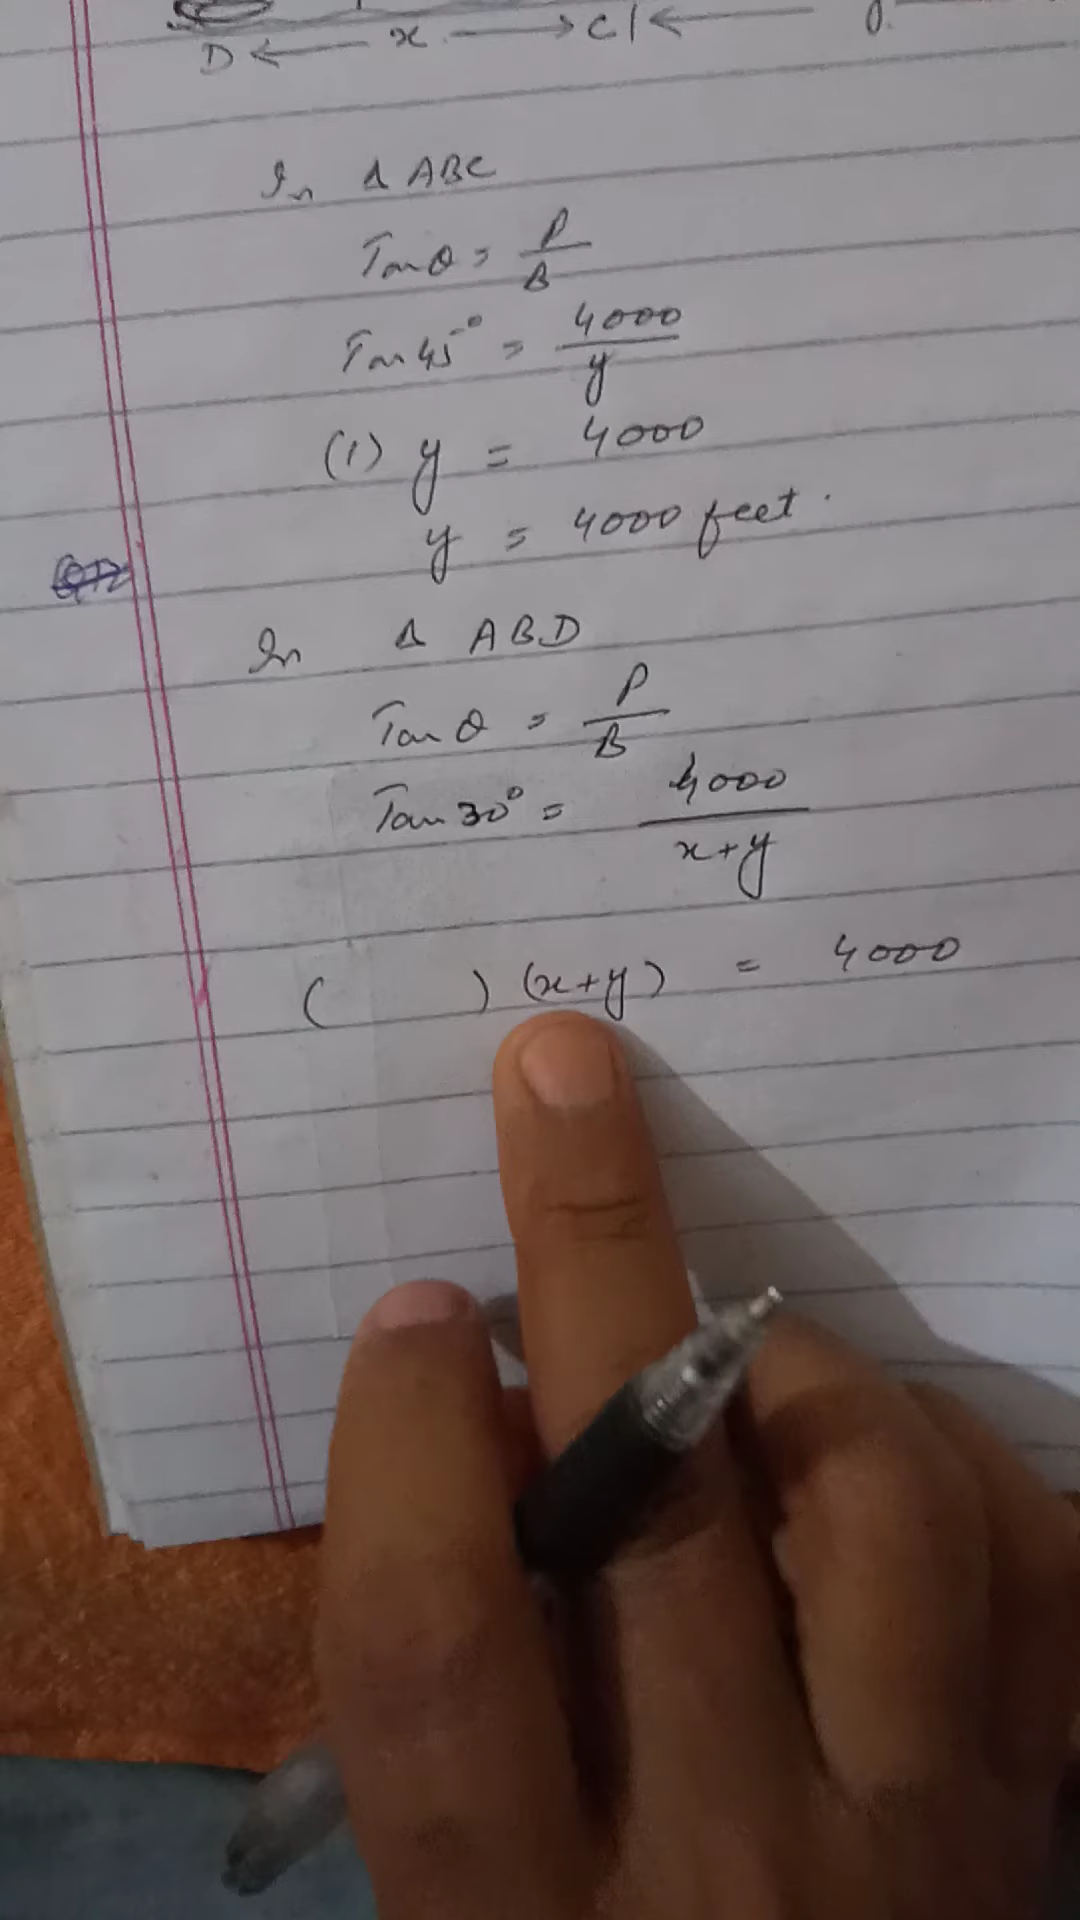 D ← x → C | ← y
In Δ ABC
Tan θ = P/B
Tan 45° = 4000/y
(1) y = 4000
y = 4000 feet.
In Δ ABD
Tan θ = P/B
Tan 30° = 4000/x+y
(      ) (x+y) = 4000